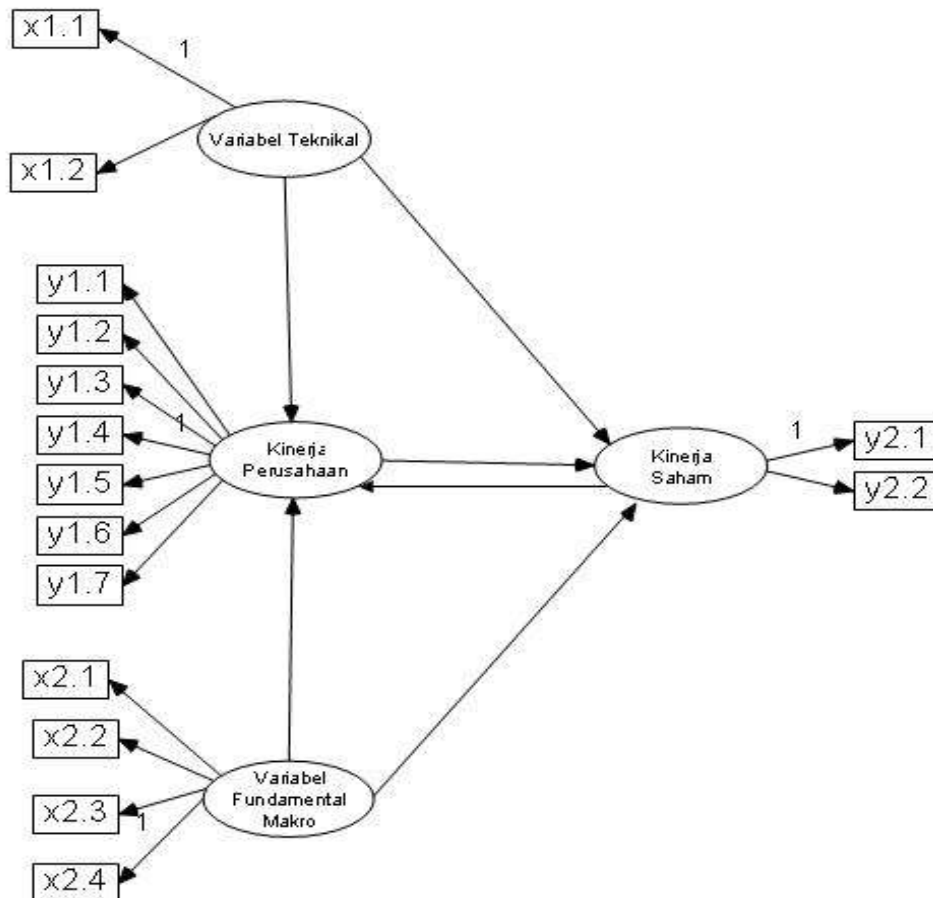 x1.1
1
Variabel Teknikal
x1.2
y1.1
y1.2
y1.3
1
y1.4
y1.5
y1.6
y1.7
Kinerja
Perusahaan
Kinerja
Saham
1
y2.1
y2.2
x2.1
x2.2
x2.3
1
x2.4
Variabel
Fundamental
Makro